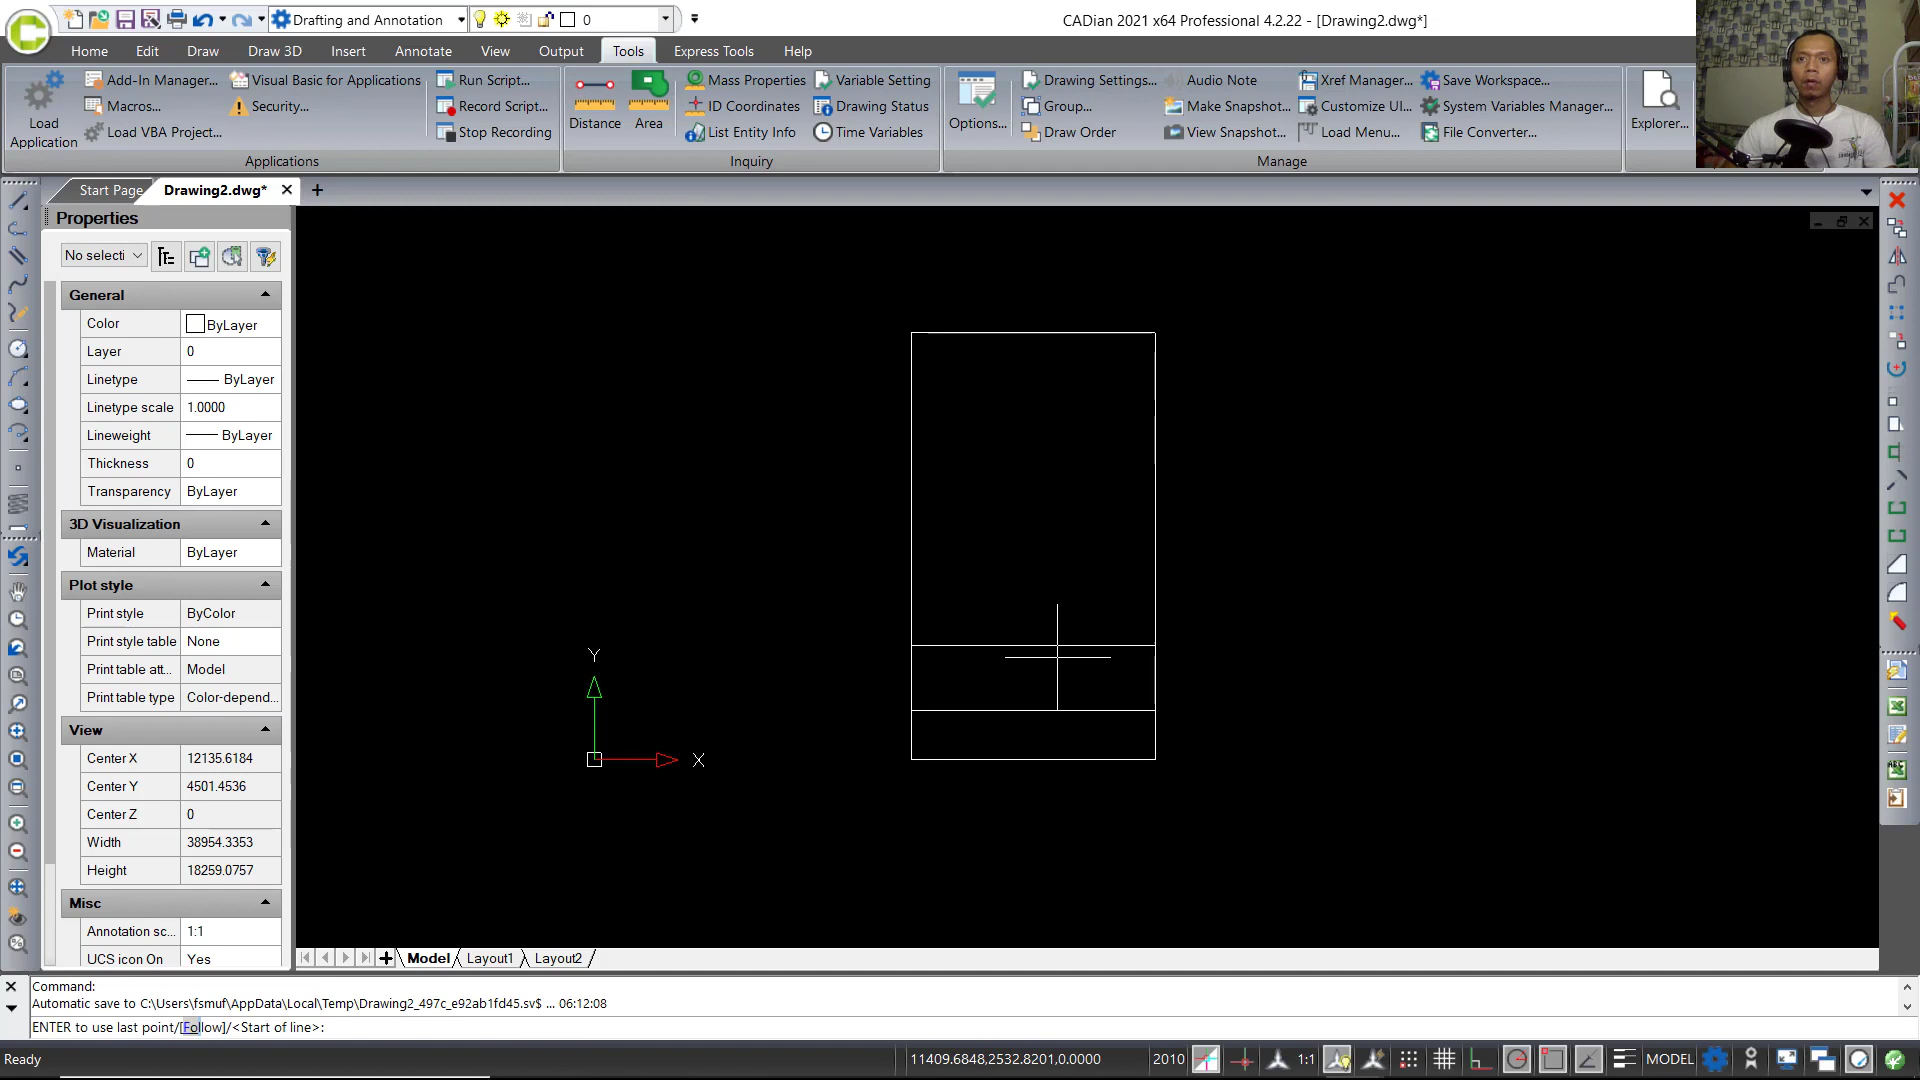 Drafting and Annotation
0
CADian 2021 x64 Professional 4.2.22 - [Drawing2.dwg*]
Home Edit Draw Draw 3D Insert Annotate View Output Tools Express Tools Help
Load Application
Add-In Manager...
Macros...
Load VBA Project...
Visual Basic for Applications
Security...
Run Script...
Record Script...
Stop Recording
Applications
Distance
Area
Mass Properties
ID Coordinates
List Entity Info
Variable Setting
Drawing Status
Time Variables
Inquiry
Options...
Drawing Settings...
Group...
Draw Order
Audio Note
Make Snapshot...
View Snapshot...
Xref Manager...
Customize UI...
Load Menu...
Save Workspace...
System Variables Manager...
File Converter...
Manage
Explorer...
Start Page
Drawing2.dwg*
Properties
No selecti
General
Color ByLayer
Layer 0
Linetype ByLayer
Linetype scale 1.0000
Lineweight ByLayer
Thickness 0
Transparency ByLayer
3D Visualization
Material ByLayer
Plot style
Print style ByColor
Print style table None
Print table att... Model
Print table type Color-depend...
View
Center X 12135.6184
Center Y 4501.4536
Center Z 0
Width 38954.3353
Height 18259.0757
Misc
Annotation sc... 1:1
UCS icon On Yes
Y
X
Model Layout1 Layout2
Command:
Automatic save to C:\Users\fsmuf\AppData\Local\Temp\Drawing2_497c_e92ab1fd45.sv$ ... 06:12:08
ENTER to use last point/[Follow]/<Start of line>:
Ready
11409.6848,2532.8201,0.0000
2010
1:1
MODEL